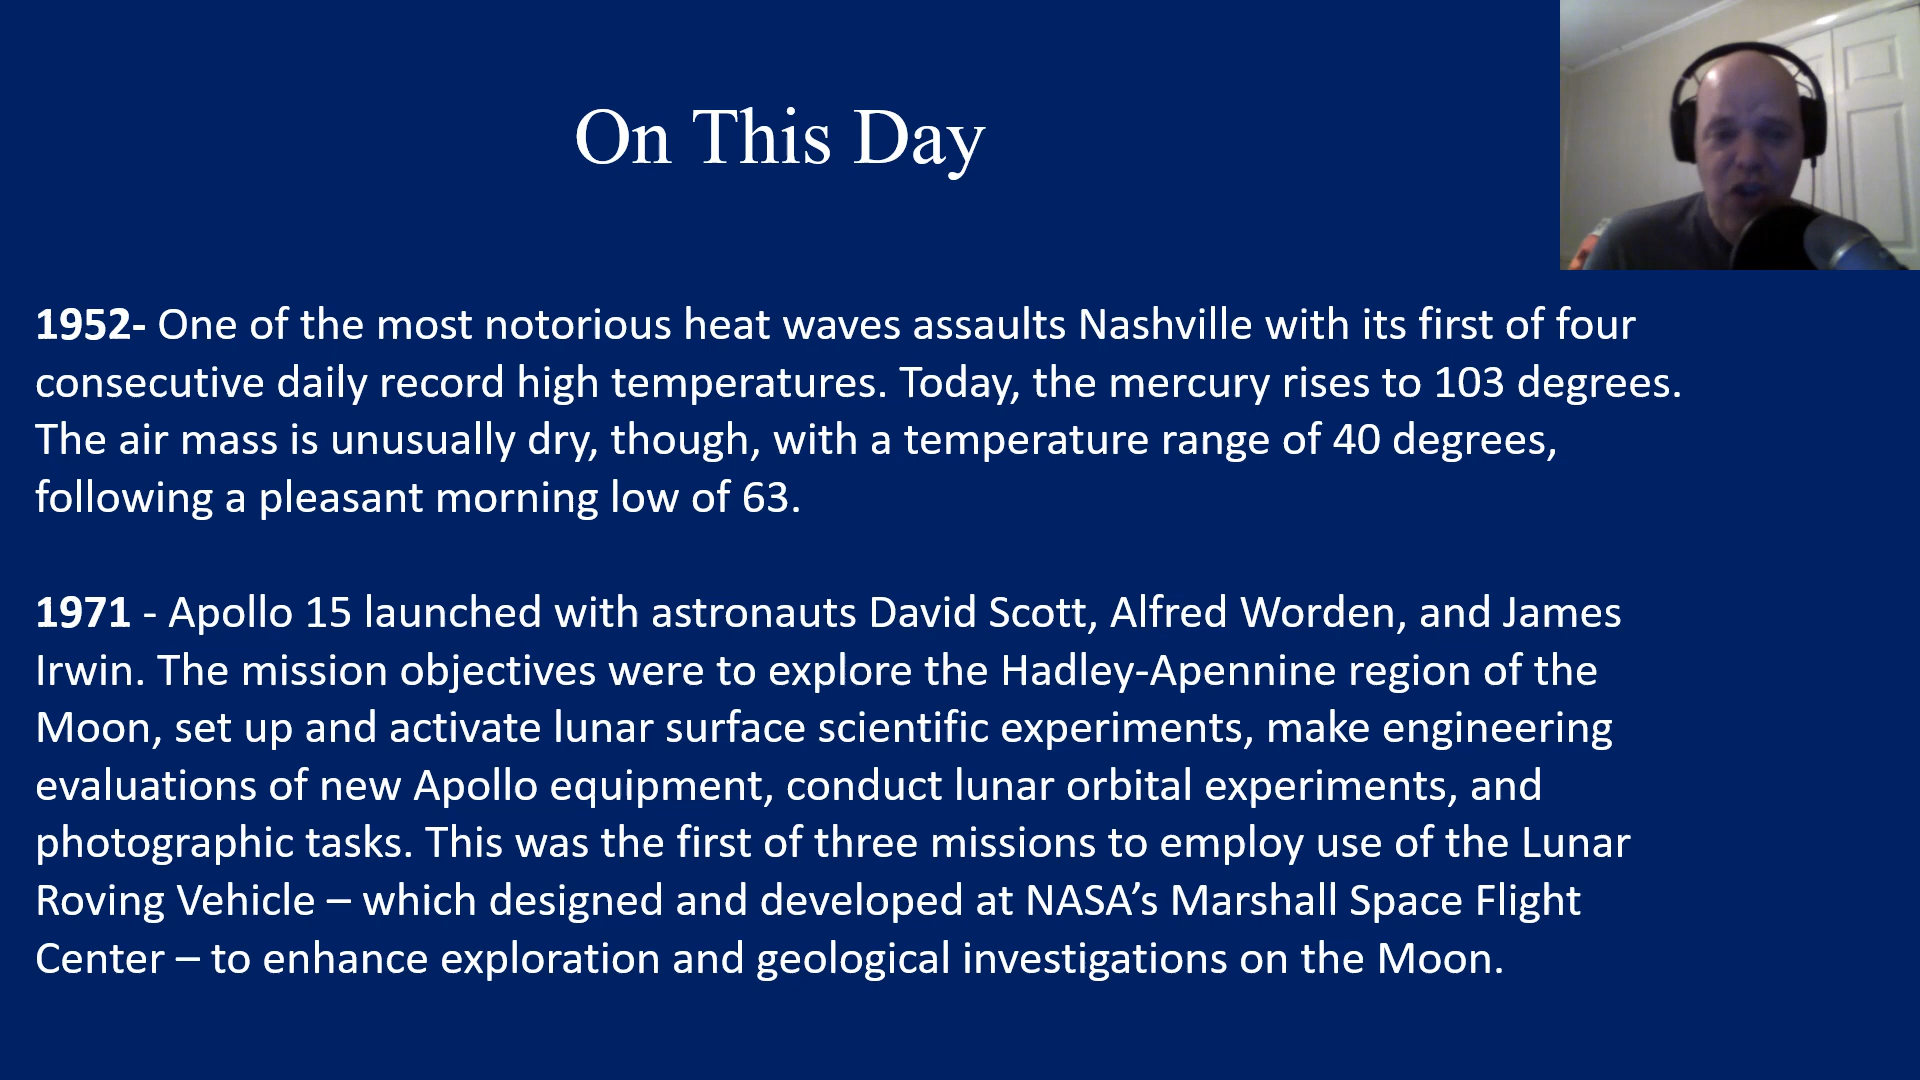 On This Day
1952- One of the most notorious heat waves assaults Nashville with its first of four
consecutive daily record high temperatures. Today, the mercury rises to 103 degrees.
The air mass is unusually dry, though, with a temperature range of 40 degrees,
following a pleasant morning low of 63.
1971 - Apollo 15 launched with astronauts David Scott, Alfred Worden, and James
Irwin. The mission objectives were to explore the Hadley-Apennine region of the
Moon, set up and activate lunar surface scientific experiments, make engineering
evaluations of new Apollo equipment, conduct lunar orbital experiments, and
photographic tasks. This was the first of three missions to employ use of the Lunar
Roving Vehicle – which designed and developed at NASA’s Marshall Space Flight
Center – to enhance exploration and geological investigations on the Moon.